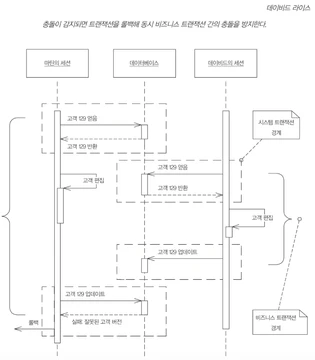 데이비드 라이스
충돌이 감지되면 트랜잭션을 롤백해 동시 비즈니스 트랜잭션 간의 충돌을 방지한다.
마틴의 세션
데이터베이스
데이비드의 세션
고객 129 얻음
시스템 트랜잭션
경계
고객 129 반환
고객 129 얻음
고객 편집
고객 129 반환
고객 편집
고객 129 업데이트
고객 129 업데이트
롤백
실패: 잘못된 고객 버전
비즈니스 트랜잭션
경계